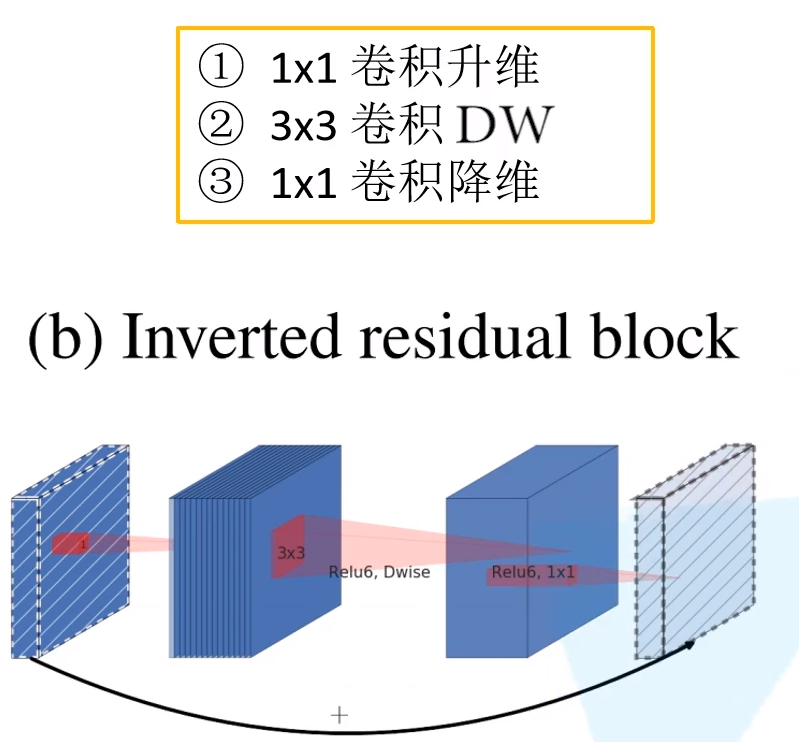 ① 1x1 卷积升维
② 3x3 卷积 DW
③ 1x1 卷积降维
(b) Inverted residual block
1
3x3
Relu6, Dwise
Relu6, 1x1
+